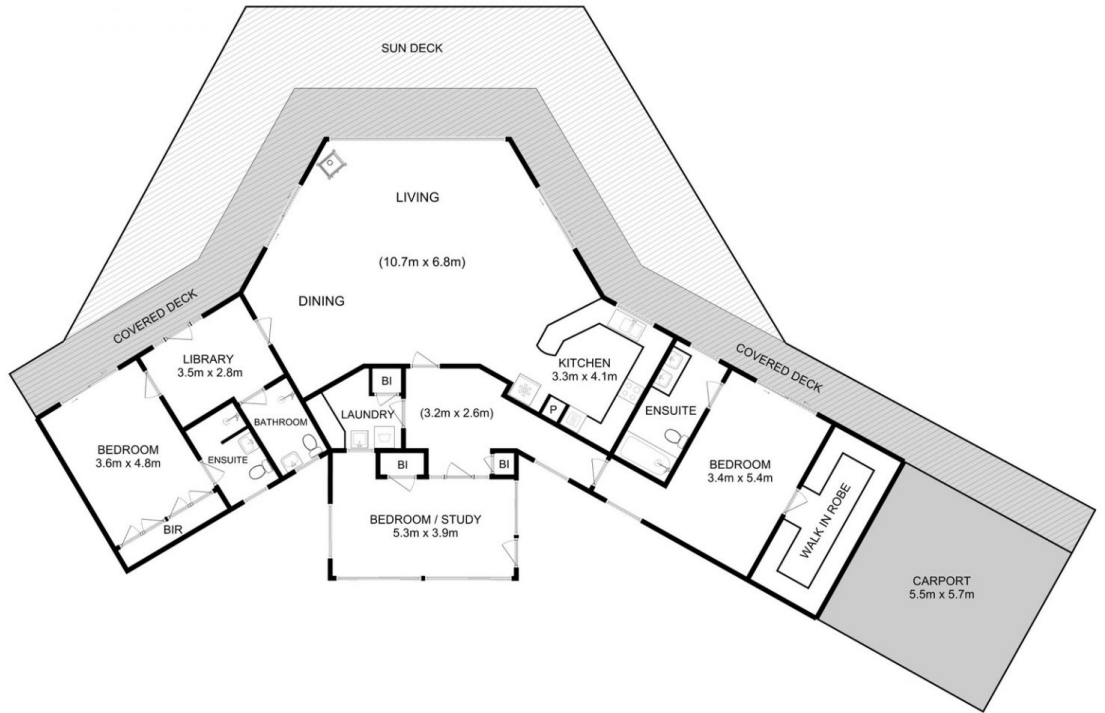 SUN DECK
LIVING
(10.7m x 6.8m)
DINING
COVERED DECK
LIBRARY
3.5m x 2.8m
COVERED DECK
KITCHEN
3.3m x 4.1m
P
BI
LAUNDRY
(3.2m x 2.6m)
BATHROOM
ENSUITE
BEDROOM
3.6m x 4.8m
ENSUITE
BIR
BI
BI
BEDROOM / STUDY
5.3m x 3.9m
BEDROOM
3.4m x 5.4m
WALK IN ROBE
CARPORT
5.5m x 5.7m